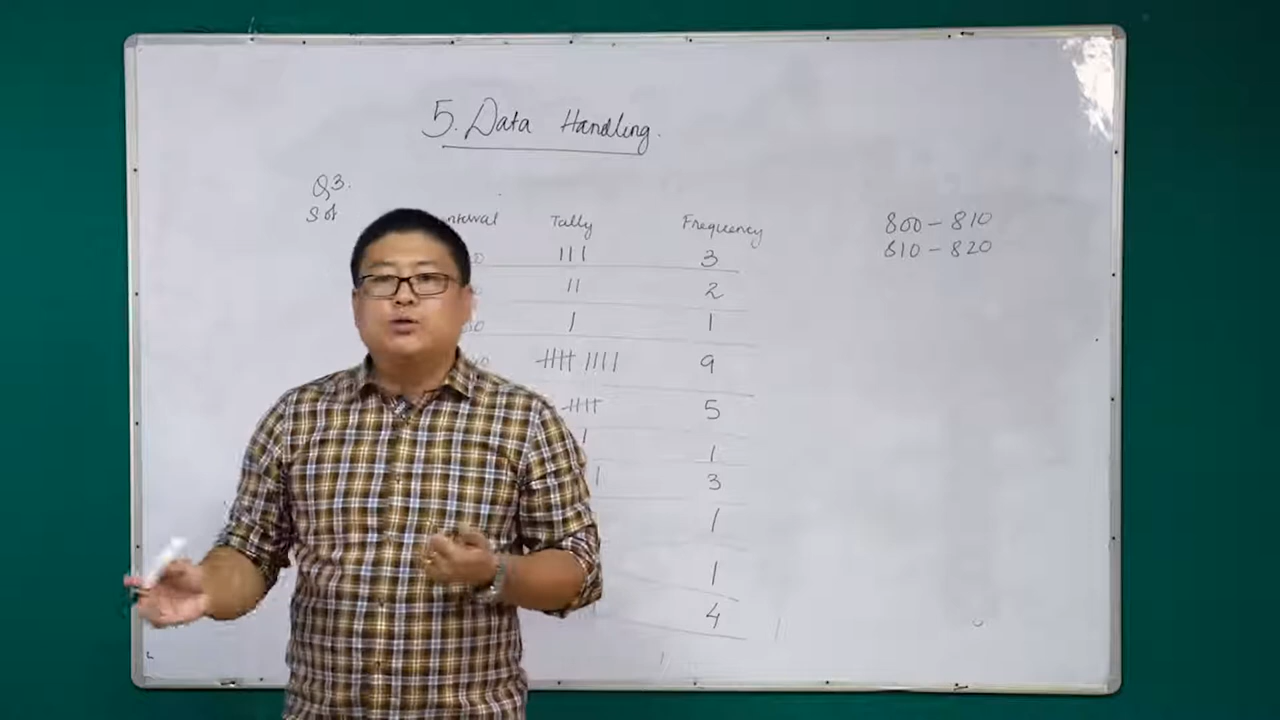 5. Data Handling.
Q3.
Sol
Tally Frequency
||| 3
|| 2
| 1
9
5
| 1
| 3
1
1
4
800 - 810
810 - 820